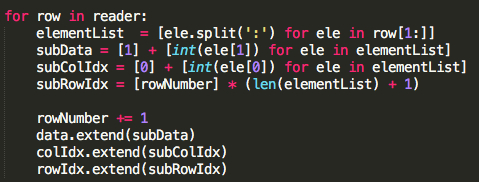 for row in reader:
    elementList  = [ele.split(':') for ele in row[1:]]
    subData = [1] + [int(ele[1]) for ele in elementList]
    subColIdx = [0] + [int(ele[0]) for ele in elementList]
    subRowIdx = [rowNumber] * (len(elementList) + 1)

    rowNumber += 1
    data.extend(subData)
    colIdx.extend(subColIdx)
    rowIdx.extend(subRowIdx)